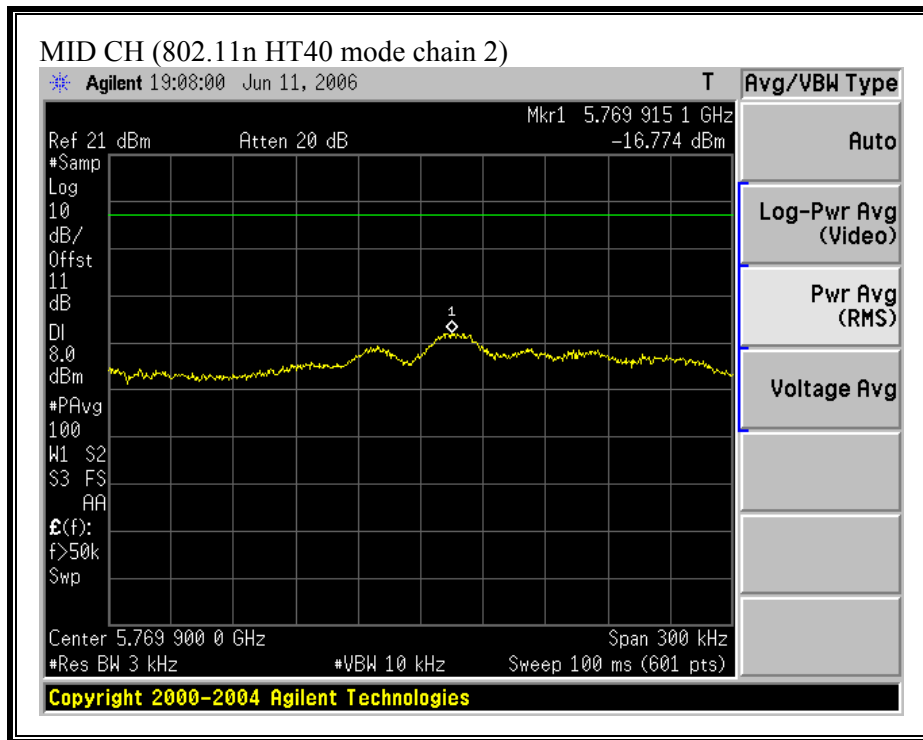 MID CH (802.11n HT40 mode chain 2)
Agilent 19:08:00 Jun 11, 2006 T
Mkr1 5.769 915 1 GHz
Ref 21 dBm Atten 20 dB -16.774 dBm
#Samp
Log
10
dB/
Offst
11
dB
DI
8.0
dBm
#PAvg
100
W1 S2
S3 FS
AA
£(f):
f>50k
Swp
1
Center 5.769 900 0 GHz Span 300 kHz
#Res BW 3 kHz #VBW 10 kHz Sweep 100 ms (601 pts)
Copyright 2000-2004 Agilent Technologies
Avg/VBW Type
Auto
Log-Pwr Avg
(Video)
Pwr Avg
(RMS)
Voltage Avg